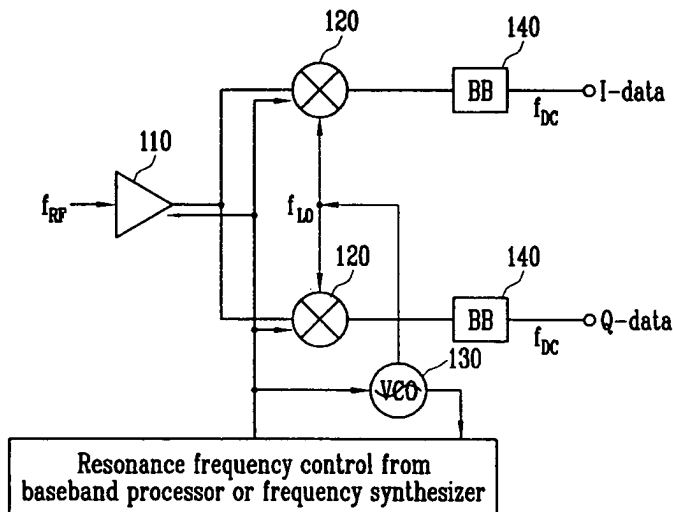 120
140
BB
I-data
f_DC
110
f_RF
f_LO
120
140
BB
Q-data
f_DC
130
VCO
Resonance frequency control from
baseband processor or frequency synthesizer